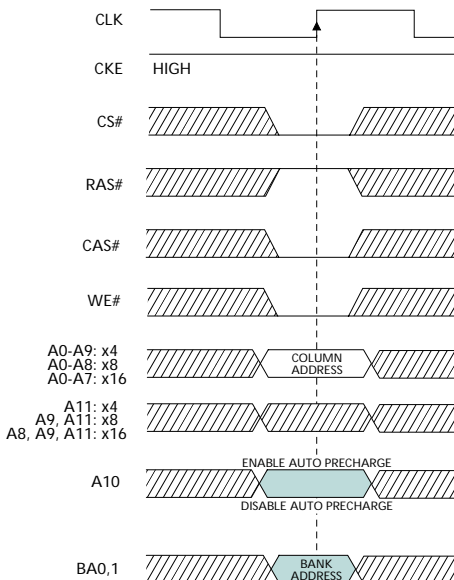 CLK
CKE HIGH
CS#
RAS#
CAS#
WE#
A0-A9: x4
A0-A8: x8
A0-A7: x16
COLUMN
ADDRESS
A11: x4
A9, A11: x8
A8, A9, A11: x16
ENABLE AUTO PRECHARGE
A10
DISABLE AUTO PRECHARGE
BA0,1
BANK
ADDRESS